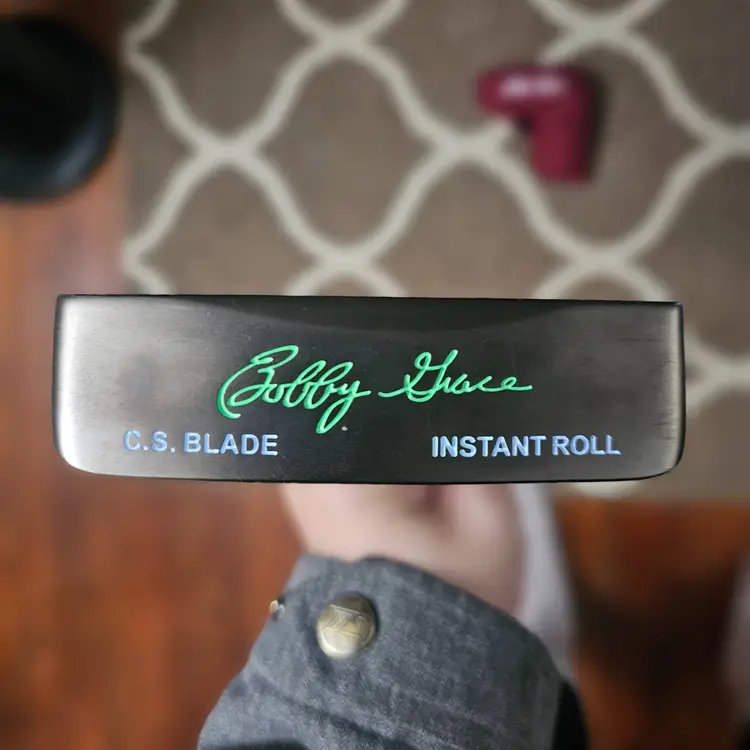 Bobby Grace
C.S. BLADE
INSTANT ROLL